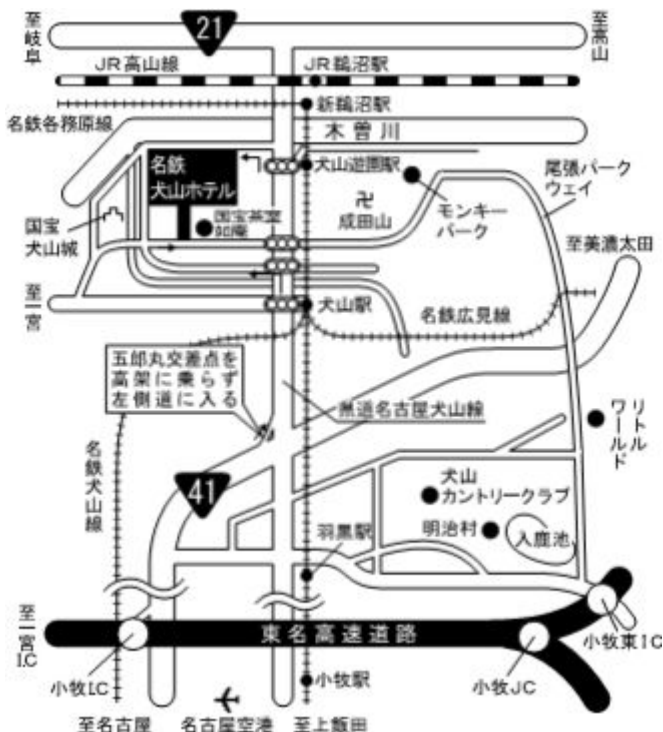 至岐阜
21
至高山
JR高山線
JR鵜沼駅
新鵜沼駅
名鉄各務原線
木曽川
名鉄
犬山ホテル
犬山遊園駅
尾張パーク
ウェイ
卍
成田山
モンキー
パーク
国宝
犬山城
国宝茶室
如庵
至美濃太田
至一宮
犬山駅
名鉄広見線
五郎丸交差点を
高架に乗らず
左側道に入る
県道名古屋犬山線
リトル
ワールド
名鉄犬山線
41
犬山
カントリークラブ
明治村
入鹿池
羽黒駅
至一宮I.C
東名高速道路
小牧I.C
小牧JC
小牧東IC
小牧駅
至名古屋
名古屋空港
至上飯田